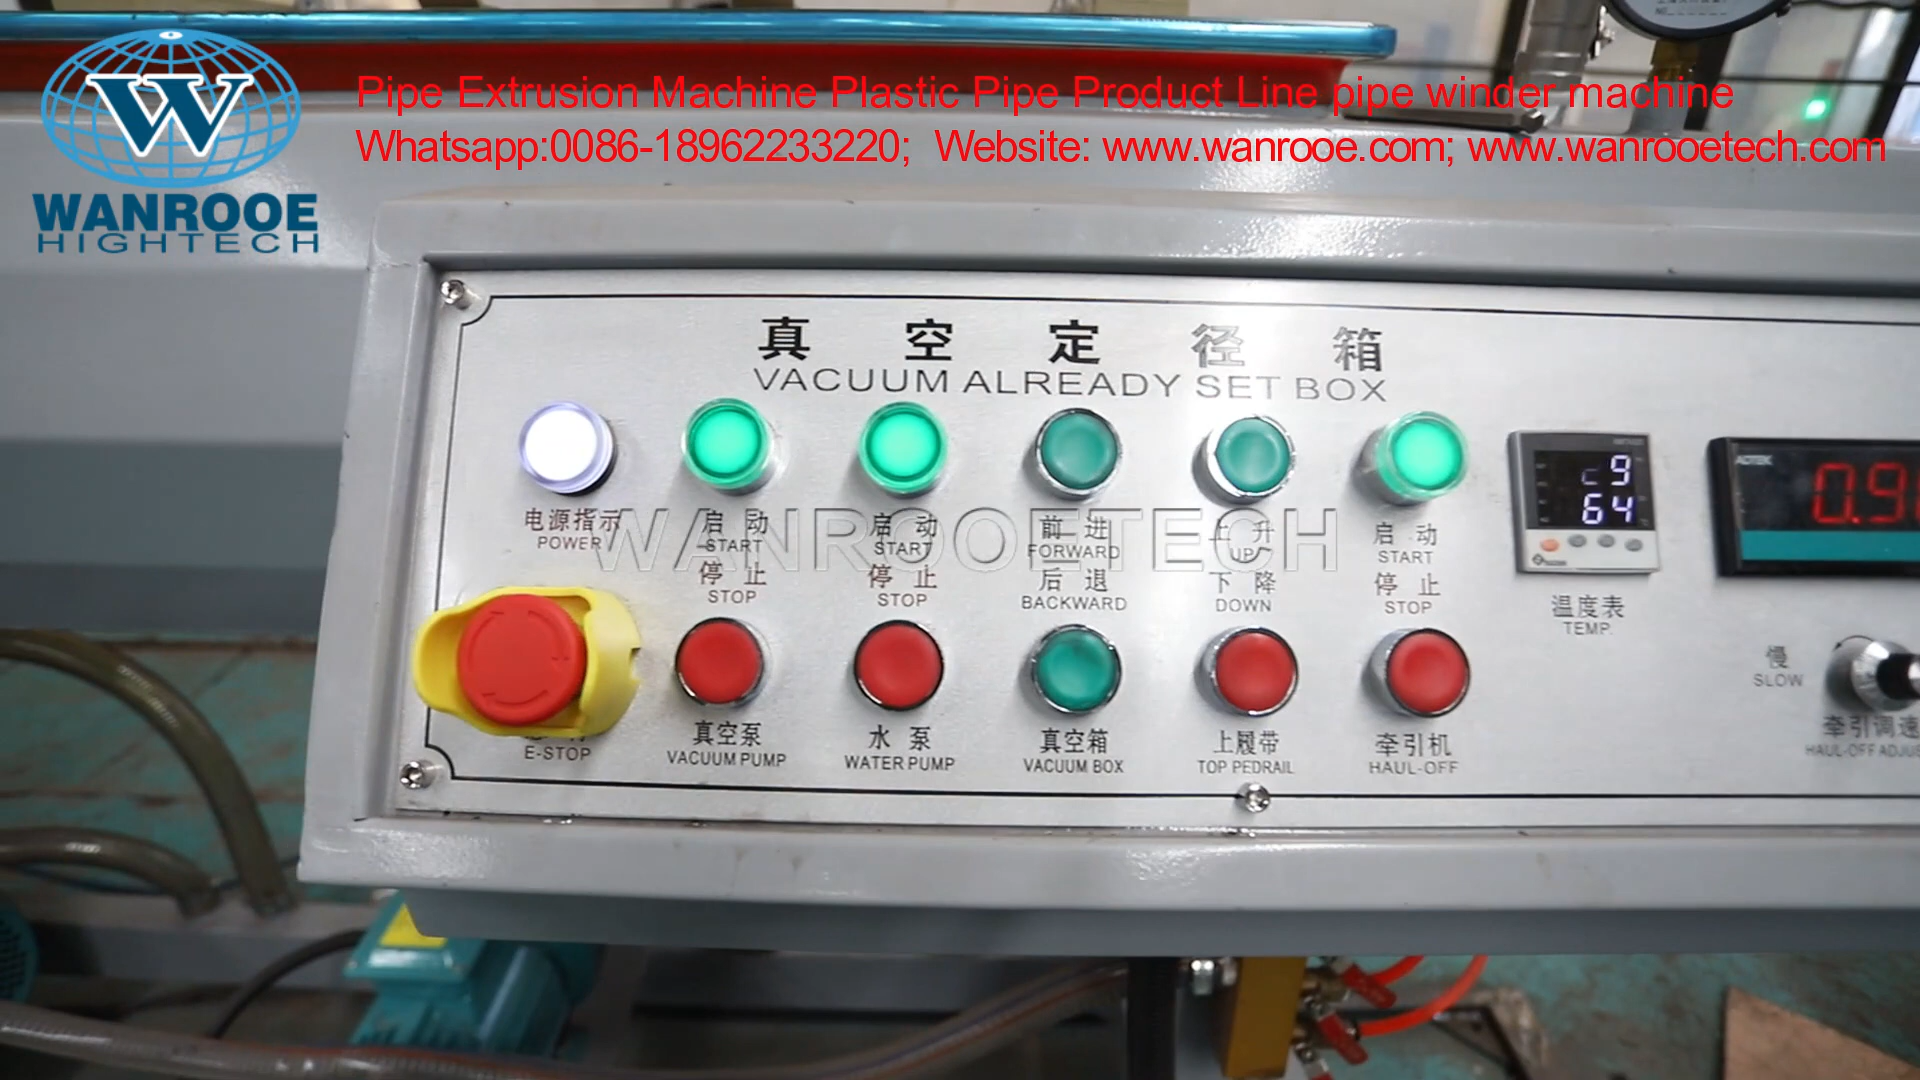 Pipe Extrusion Machine Plastic Pipe Product Line pipe winder machine
Whatsapp:0086-18962233220; Website: www.wanrooe.com; www.wanrooetech.com
W
WANROOE
HIGHTECH
真空定径箱
VACUUM ALREADY SET BOX
WANROOETECH
电源指示
POWER
启动
START
停止
STOP
启动
START
停止
STOP
前进
FORWARD
后退
BACKWARD
上升
UP
下降
DOWN
启动
START
停止
STOP
c9
64
温度表
TEMP.
AOTEK
0.9
慢
SLOW
牵引调速
HAUL-OFF ADJU
E-STOP
真空泵
VACUUM PUMP
水泵
WATER PUMP
真空箱
VACUUM BOX
上履带
TOP PEDRAIL
牵引机
HAUL-OFF